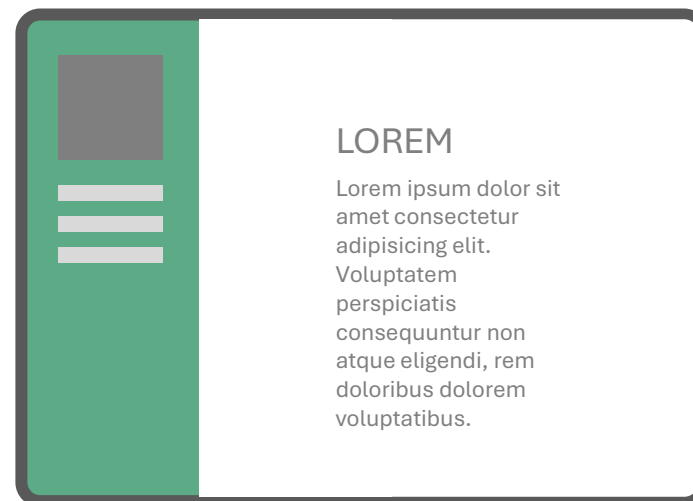 LOREM
Lorem ipsum dolor sit
amet consectetur
adipisicing elit.
Voluptatem
perspiciatis
consequuntur non
atque eligendi, rem
doloribus dolorem
voluptatibus.